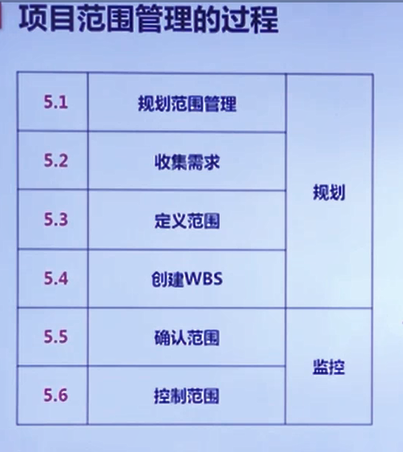 项目范围管理的过程
5.1 规划范围管理 规划
5.2 收集需求
5.3 定义范围
5.4 创建WBS
5.5 确认范围 监控
5.6 控制范围